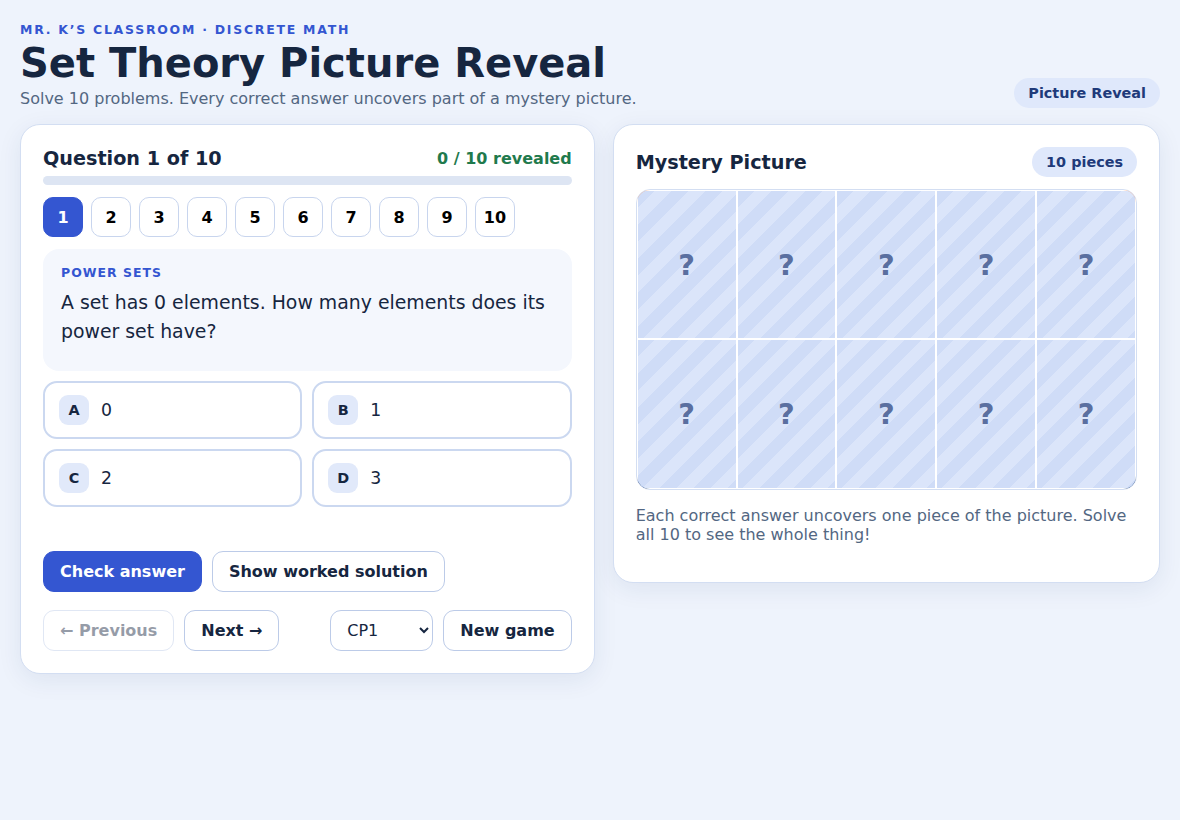 MR. K’S CLASSROOM · DISCRETE MATH
Set Theory Picture Reveal
Solve 10 problems. Every correct answer uncovers part of a mystery picture.
Picture Reveal
Question 1 of 10
0 / 10 revealed
1 2 3 4 5 6 7 8 9 10
POWER SETS
A set has 0 elements. How many elements does its
power set have?
A 0
B 1
C 2
D 3
Check answer
Show worked solution
← Previous
Next →
CP1
New game
Mystery Picture
10 pieces
? ? ? ? ?
? ? ? ? ?
Each correct answer uncovers one piece of the picture. Solve
all 10 to see the whole thing!